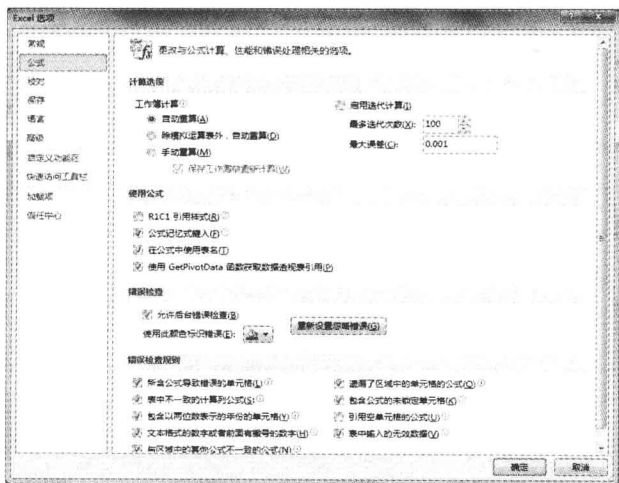 Excel 选项
常规
公式
校对
保存
语言
高级
自定义功能区
快速访问工具栏
加载项
信任中心
更改与公式计算、性能和错误处理相关的选项。
计算选项
工作簿计算
自动重算(A)
除模拟运算表外，自动重算(D)
手动重算(M)
保存工作簿前重新计算(W)
启用迭代计算(I)
最多迭代次数(X): 100
最大误差(C): 0.001
使用公式
R1C1 引用样式(R)
公式记忆式键入(F)
在公式中使用表名(T)
使用 GetPivotData 函数获取数据透视表引用(P)
错误检查
允许后台错误检查(B)
使用此颜色标识错误(E): 重新设置忽略错误(G)
错误检查规则
所含公式导致错误的单元格(L)
表中不一致的计算列公式(S):
包含以两位数表示的年份的单元格(Y)
文本格式的数字或者前面有撇号的数字(H)
与区域中的其他公式不一致的公式(N)
遗漏了区域中的单元格的公式(O)
包含公式的未锁定单元格(K)
引用空单元格的公式(U)
表中输入的无效数据(V)
确定 取消